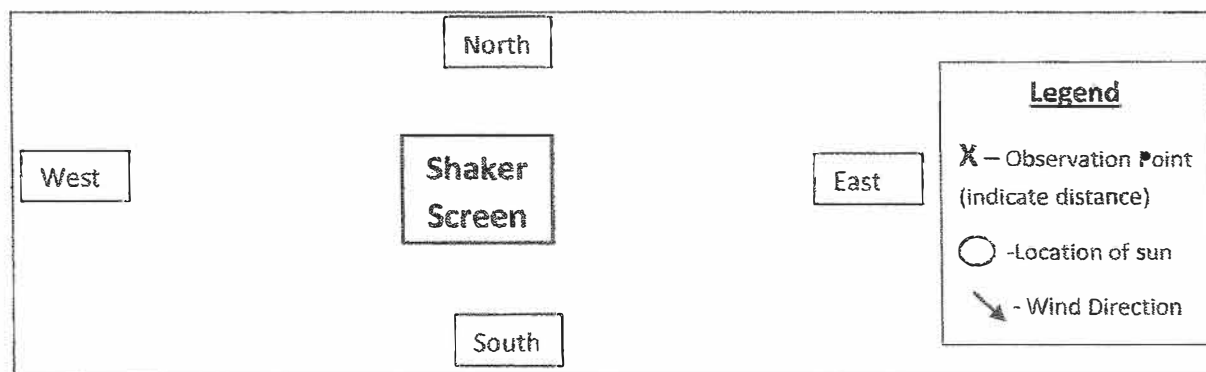 North
Legend
X – Observation Point
(indicate distance)
West
Shaker
Screen
East
-Location of sun
- Wind Direction
South